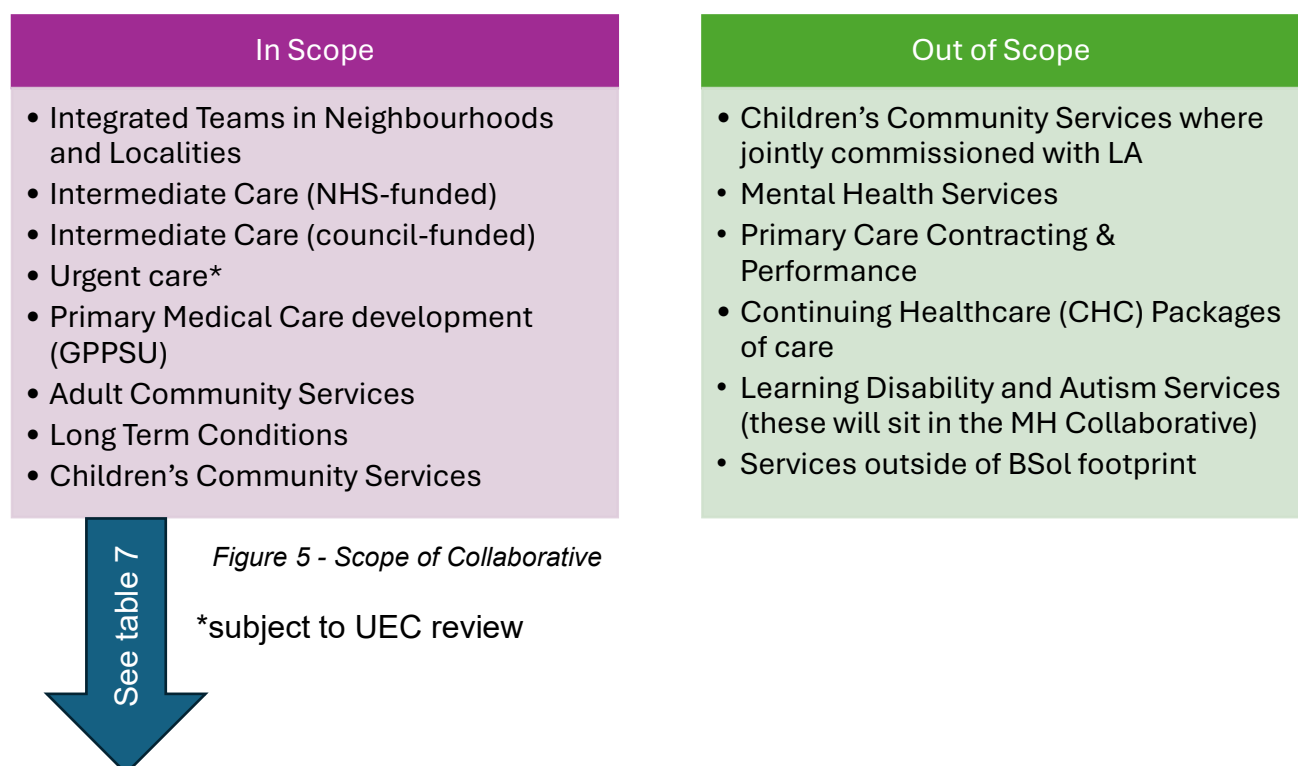 In Scope
• Integrated Teams in Neighbourhoods
and Localities
• Intermediate Care (NHS-funded)
• Intermediate Care (council-funded)
• Urgent care*
• Primary Medical Care development
(GPPSU)
• Adult Community Services
• Long Term Conditions
• Children’s Community Services
Out of Scope
• Children’s Community Services where
jointly commissioned with LA
• Mental Health Services
• Primary Care Contracting &
Performance
• Continuing Healthcare (CHC) Packages
of care
• Learning Disability and Autism Services
(these will sit in the MH Collaborative)
• Services outside of BSol footprint
See table 7
Figure 5 - Scope of Collaborative
*subject to UEC review